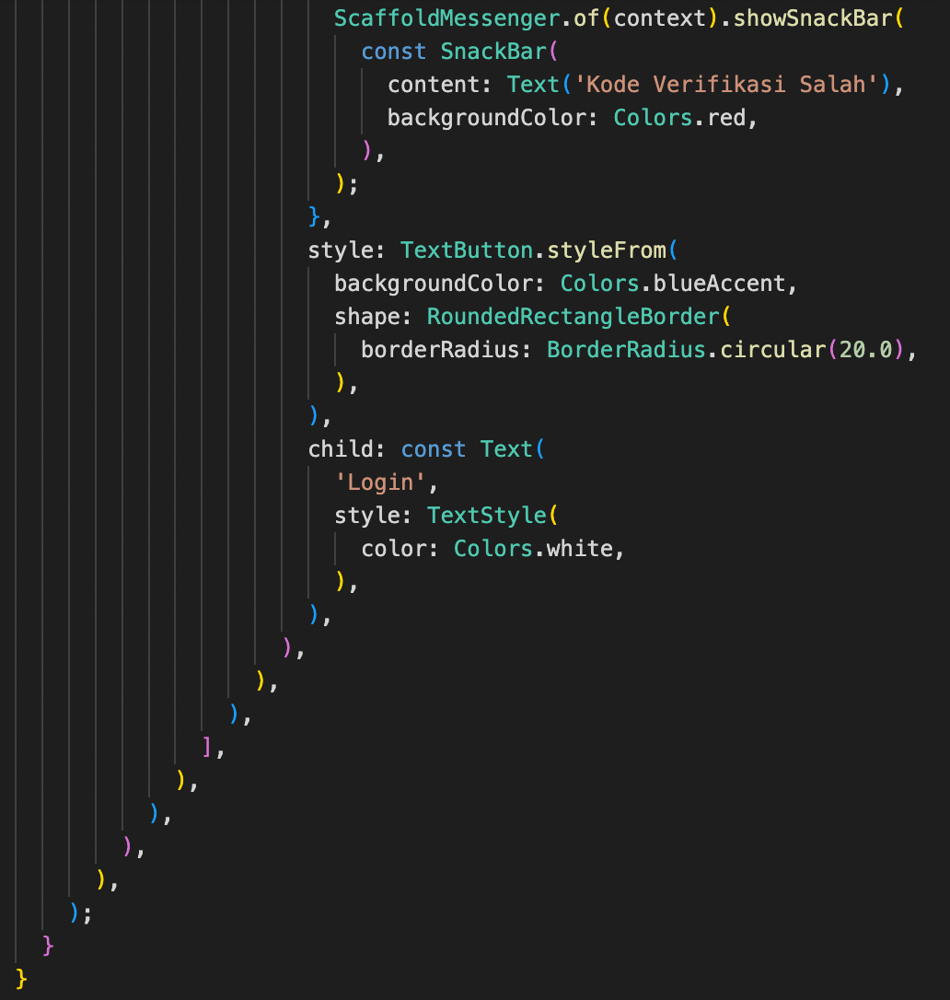 ScaffoldMessenger.of(context).showSnackBar(
const SnackBar(
content: Text('Kode Verifikasi Salah'),
backgroundColor: Colors.red,
),
);
},
style: TextButton.styleFrom(
backgroundColor: Colors.blueAccent,
shape: RoundedRectangleBorder(
borderRadius: BorderRadius.circular(20.0),
),
),
child: const Text(
'Login',
style: TextStyle(
color: Colors.white,
),
),
),
),
),
],
),
),
),
),
);
}
}